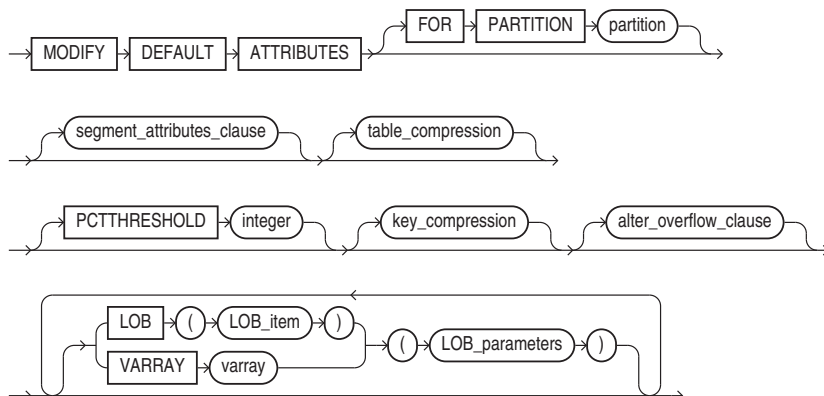 MODIFY DEFAULT ATTRIBUTES FOR PARTITION partition
segment_attributes_clause table_compression
PCTTHRESHOLD integer key_compression alter_overflow_clause
LOB ( LOB_item )
VARRAY varray
( LOB_parameters )